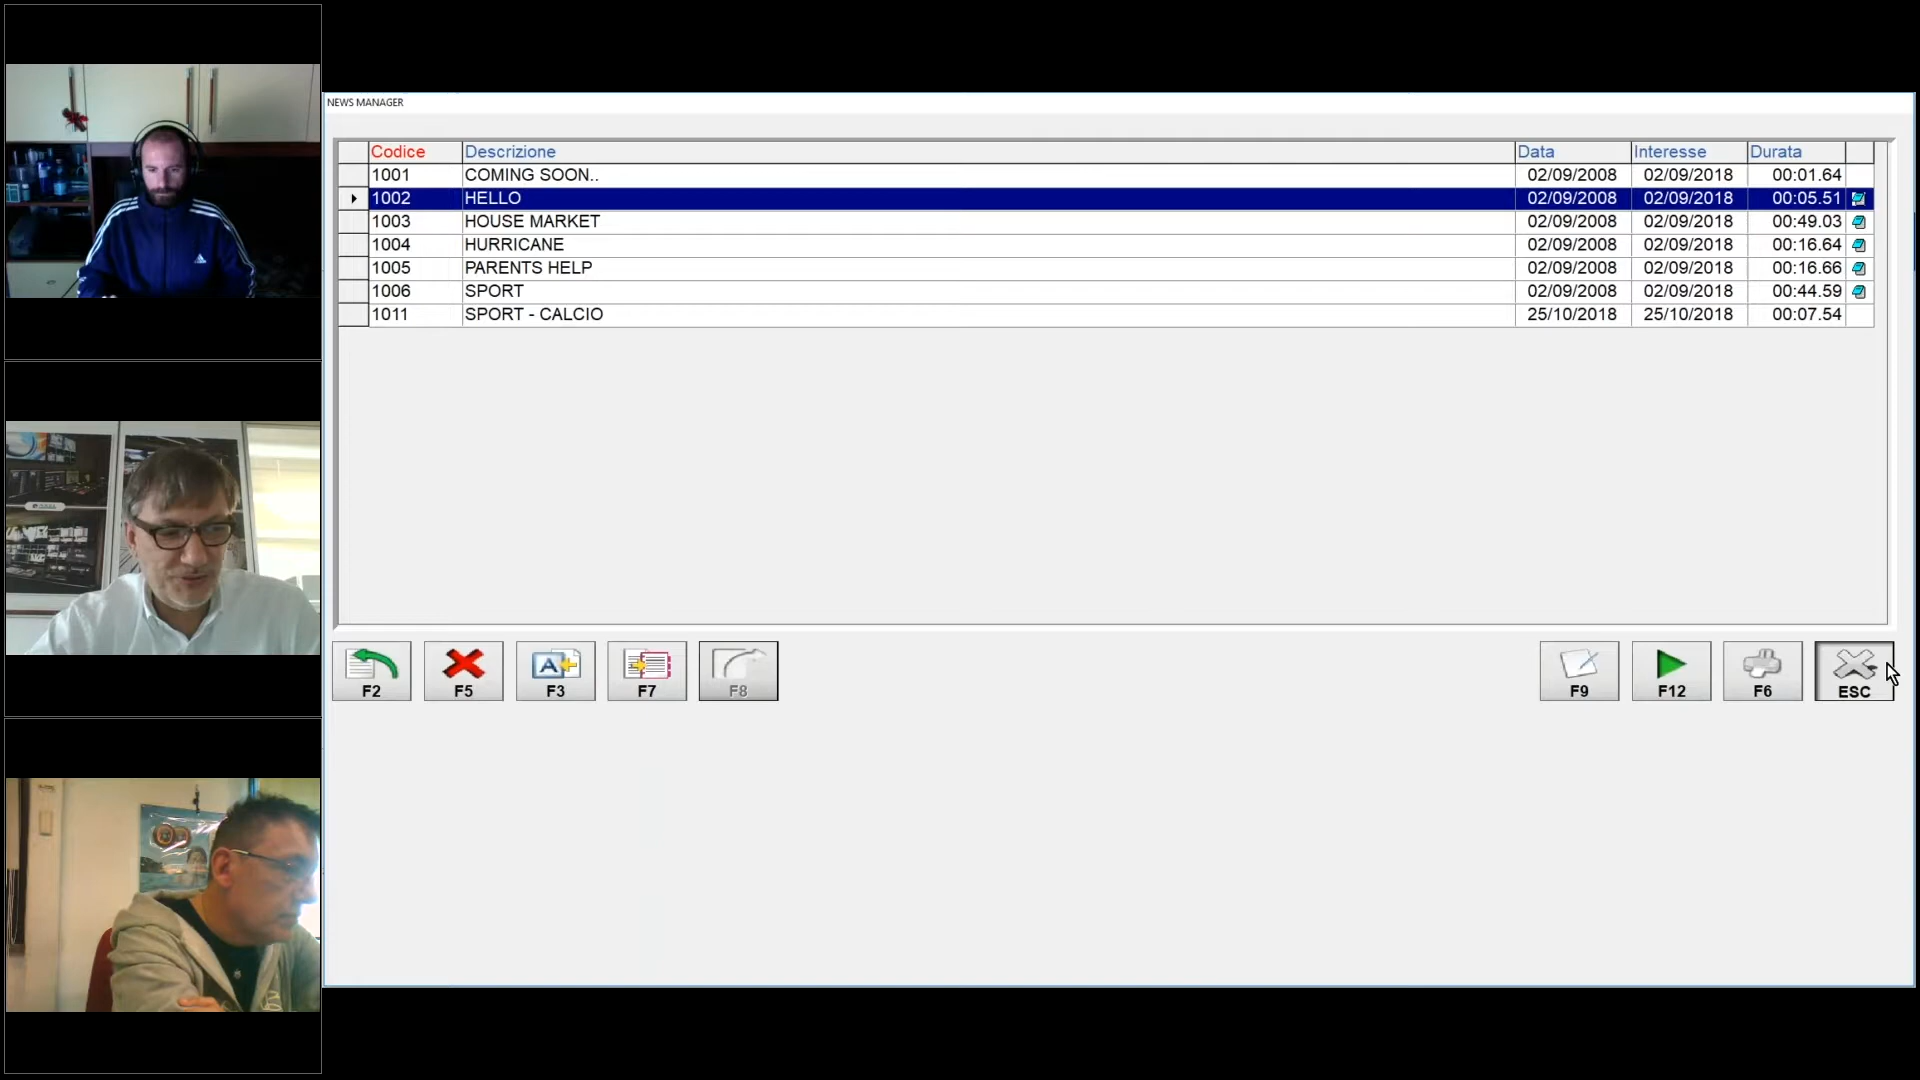 NEWS MANAGER
Codice Descrizione Data Interesse Durata
1001 COMING SOON.. 02/09/2008 02/09/2018 00:01.64
1002 HELLO 02/09/2008 02/09/2018 00:05.51
1003 HOUSE MARKET 02/09/2008 02/09/2018 00:49.03
1004 HURRICANE 02/09/2008 02/09/2018 00:16.64
1005 PARENTS HELP 02/09/2008 02/09/2018 00:16.66
1006 SPORT 02/09/2008 02/09/2018 00:44.59
1011 SPORT - CALCIO 25/10/2018 25/10/2018 00:07.54
F2 F5 F3 F7 F8 F9 F12 F6 ESC